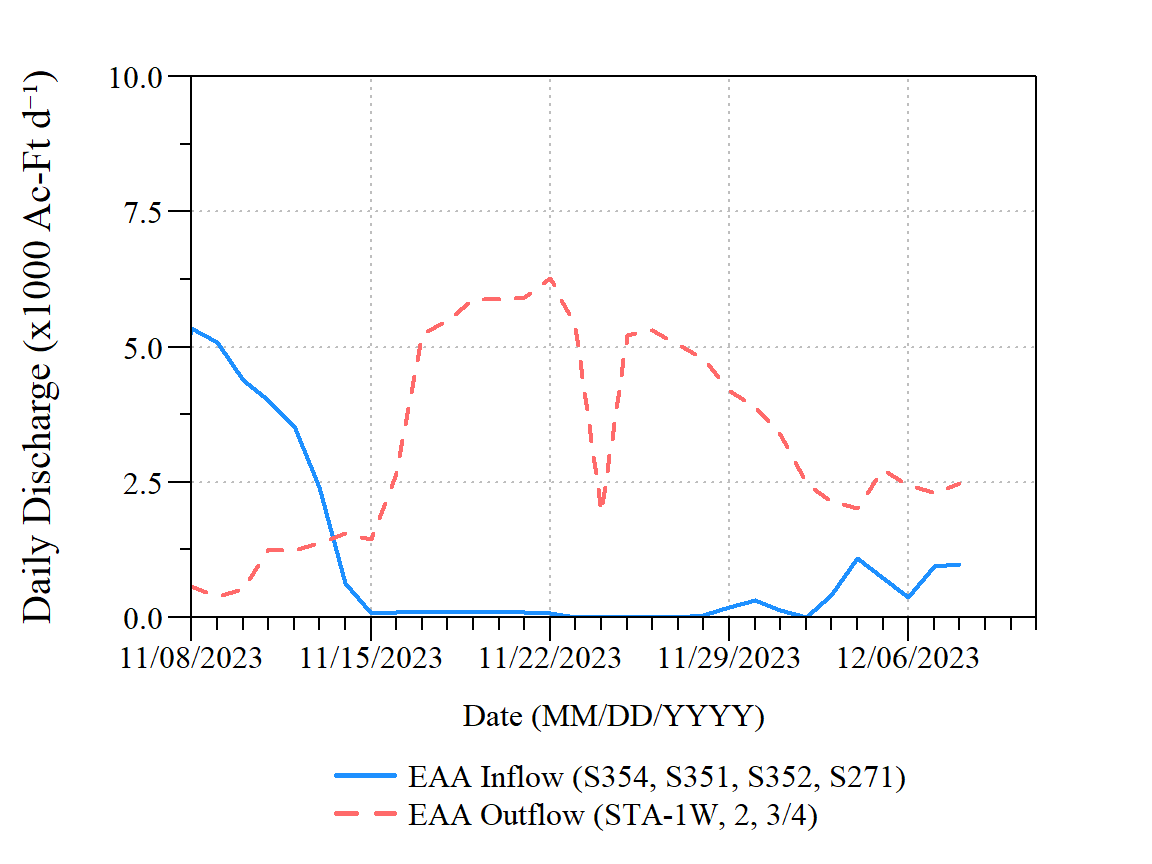 Daily Discharge (x1000 Ac-Ft d⁻¹)
10.0
7.5
5.0
2.5
0.0
11/08/2023 11/15/2023 11/22/2023 11/29/2023 12/06/2023
Date (MM/DD/YYYY)
EAA Inflow (S354, S351, S352, S271)
EAA Outflow (STA-1W, 2, 3/4)